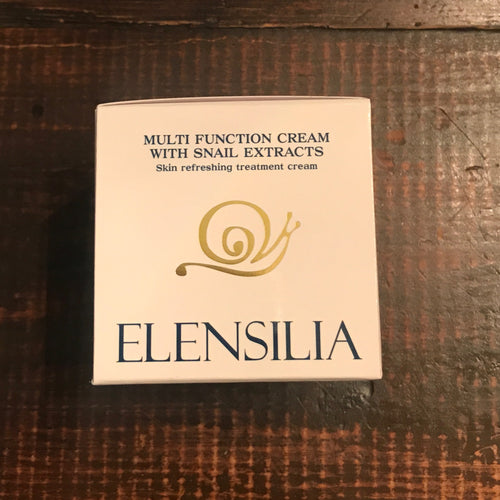 MULTI FUNCTION CREAM
WITH SNAIL EXTRACTS
Skin refreshing treatment cream
ELENSILIA